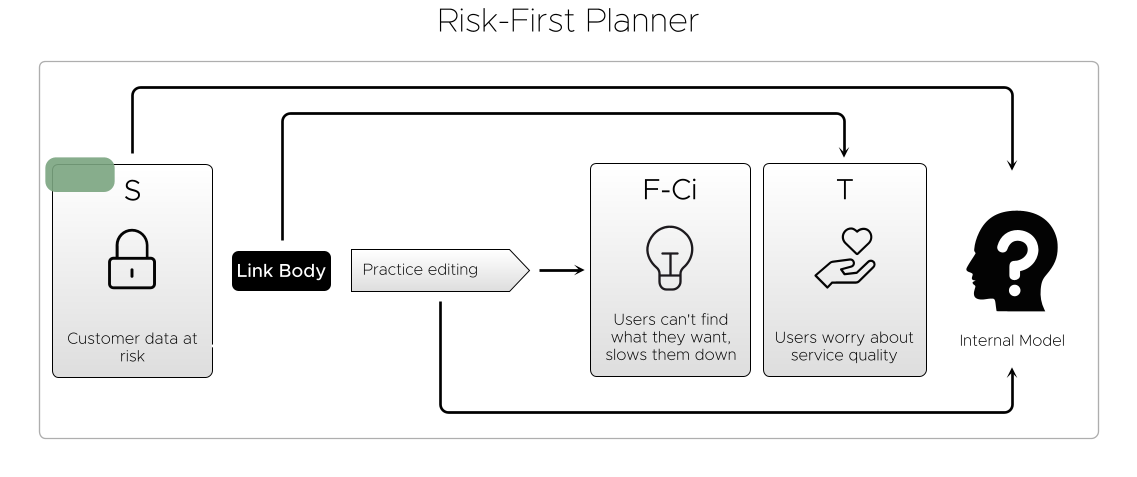 Risk-First Planner
S
Customer data at
risk
Link Body
Practice editing
F-Ci
Users can't find
what they want,
slows them down
T
Users worry about
service quality
Internal Model